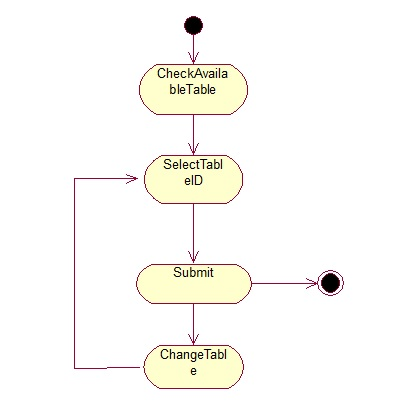 CheckAvaila
bleTable
SelectTabl
eID
Submit
ChangeTabl
e